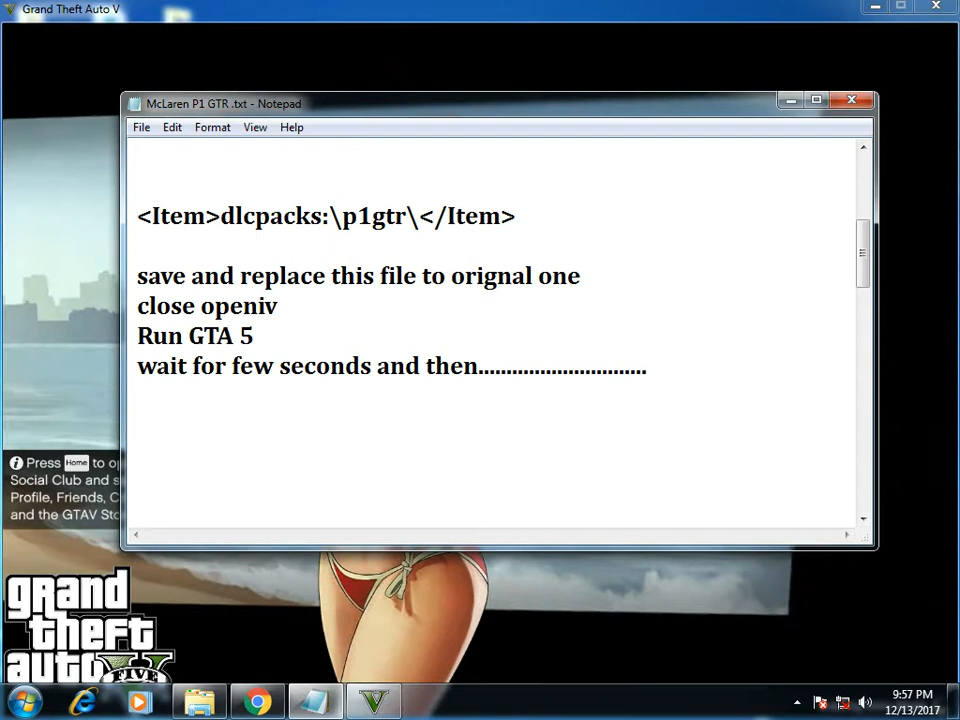 Grand Theft Auto V
McLaren P1 GTR .txt - Notepad
File Edit Format View Help
<Item>dlcpacks:\p1gtr\</Item>
save and replace this file to orignal one
close openiv
Run GTA 5
wait for few seconds and then..............................
Press Home to op
Social Club and s
Profile, Friends, C
and the GTAV Sto
grand
theft
auto V
9:57 PM
12/13/2017